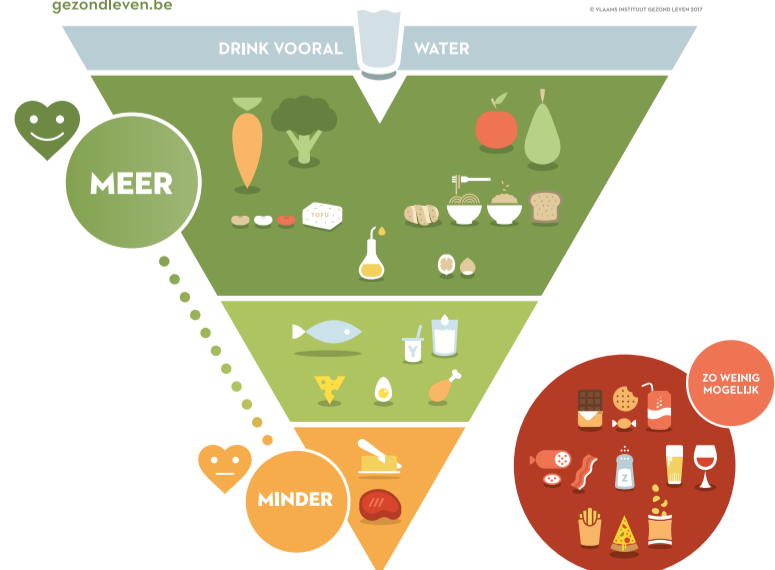 gezondleven.be
© VLAAMS INSTITUUT GEZOND LEVEN 2017
DRINK VOORAL WATER
MEER
TOFU
Y
ZO WEINIG
MOGELIJK
Z
MINDER